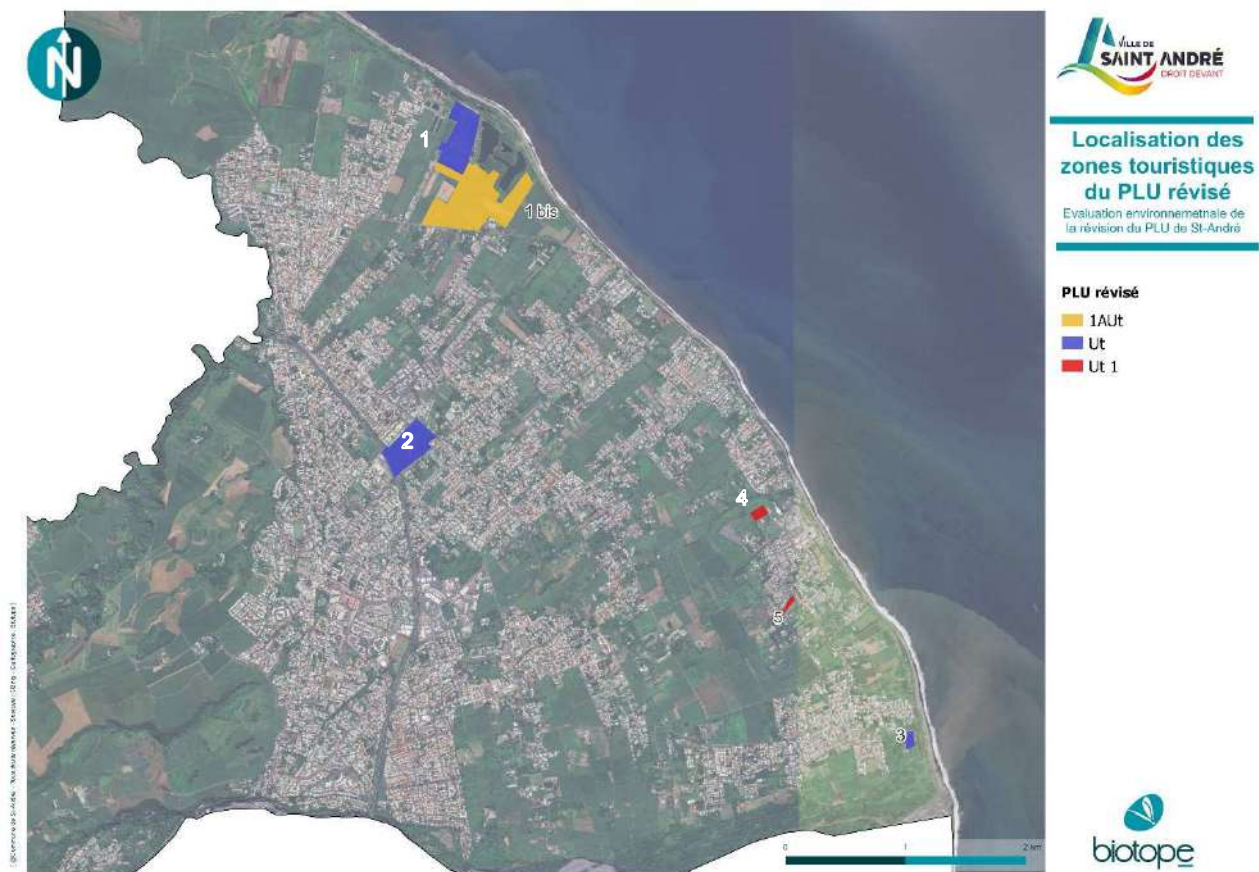 N
VILLE DE
SAINT ANDRÉ
DROIT DEVANT
Localisation des
zones touristiques
du PLU révisé
Evaluation environnemetnale de
la révision du PLU de St-André
PLU révisé
1AUt
Ut
Ut 1
1
1 bis
2
4
5
3
0 1 2 km
biotope